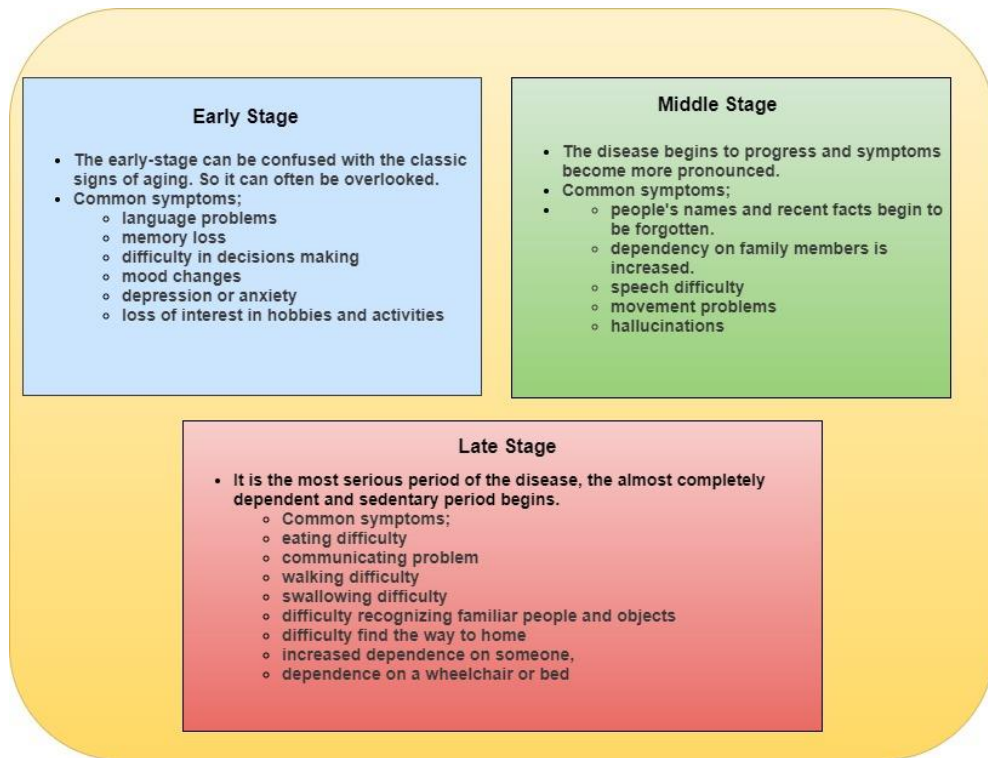 Early Stage
• The early-stage can be confused with the classic
signs of aging. So it can often be overlooked.
• Common symptoms;
◦ language problems
◦ memory loss
◦ difficulty in decisions making
◦ mood changes
◦ depression or anxiety
◦ loss of interest in hobbies and activities
Middle Stage
• The disease begins to progress and symptoms
become more pronounced.
• Common symptoms;
• ◦ people's names and recent facts begin to
be forgotten.
◦ dependency on family members is
increased.
◦ speech difficulty
◦ movement problems
◦ hallucinations
Late Stage
• It is the most serious period of the disease, the almost completely
dependent and sedentary period begins.
◦ Common symptoms;
◦ eating difficulty
◦ communicating problem
◦ walking difficulty
◦ swallowing difficulty
◦ difficulty recognizing familiar people and objects
◦ difficulty find the way to home
◦ increased dependence on someone,
◦ dependence on a wheelchair or bed